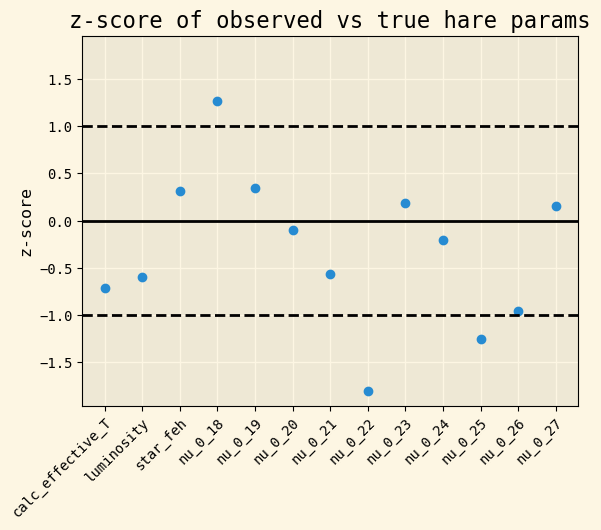 z-score of observed vs true hare params
z-score
1.5
1.0
0.5
0.0
−0.5
−1.0
−1.5
calc_effective_T
luminosity
star_feh
nu_0_18
nu_0_19
nu_0_20
nu_0_21
nu_0_22
nu_0_23
nu_0_24
nu_0_25
nu_0_26
nu_0_27